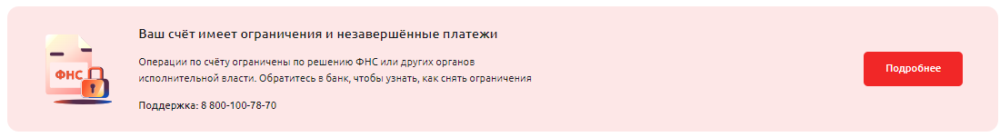 Ваш счёт имеет ограничения и незавершённые платежи
ФНС
Операции по счёту ограничены по решению ФНС или других органов
исполнительной власти. Обратитесь в банк, чтобы узнать, как снять ограничения
Подробнее
Поддержка: 8 800-100-78-70